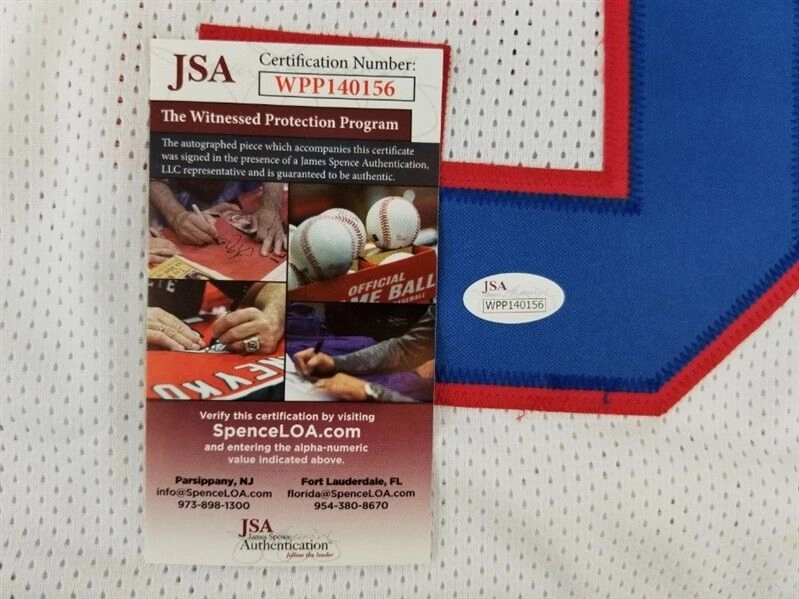 JSA
Certification Number:
WPP140156
The Witnessed Protection Program
The autographed piece which accompanies this certificate
was signed in the presence of a James Spence Authentication,
LLC representative and is guaranteed to be authentic.
OFFICIAL
ME BALL
BASEBALL
NEYKO
Verify this certification by visiting
SpenceLOA.com
and entering the alpha-numeric
value indicated above.
Parsippany, NJ
info@SpenceLOA.com
973-898-1300
Fort Lauderdale, FL
florida@SpenceLOA.com
954-380-8670
JSA
James Spence
Authentication
follow the leader
JSA
WPP140156